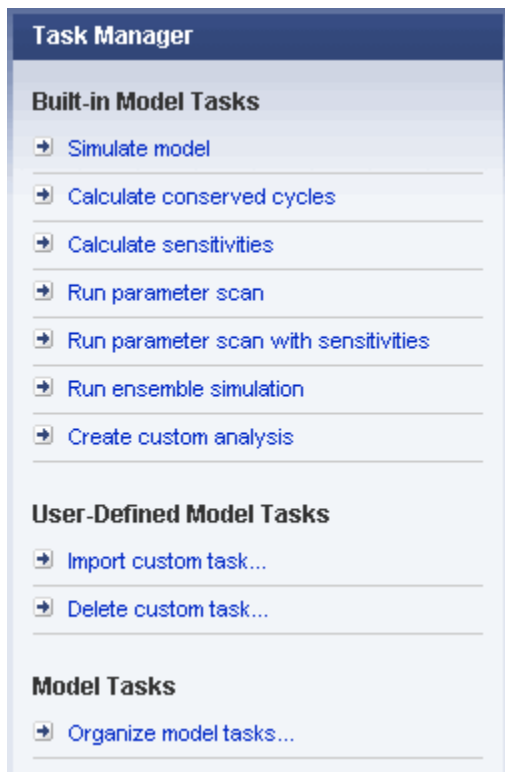 Task Manager
Built-in Model Tasks
Simulate model
Calculate conserved cycles
Calculate sensitivities
Run parameter scan
Run parameter scan with sensitivities
Run ensemble simulation
Create custom analysis
User-Defined Model Tasks
Import custom task...
Delete custom task...
Model Tasks
Organize model tasks...